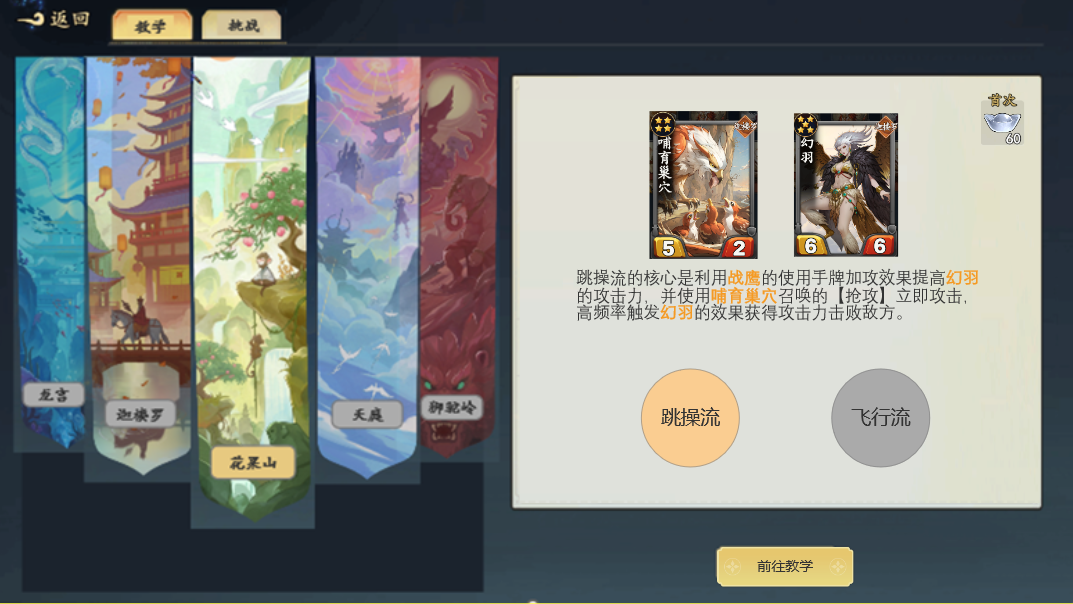 返回
教学
挑战
龙宫
迦楼罗
花果山
天庭
狮驼岭
首次
60
哺育巢穴
5
2
幻羽
6
6
跳操流的核心是利用战鹰的使用手牌加攻效果提高幻羽
的攻击力，并使用哺育巢穴召唤的【抢攻】立即攻击，
高频率触发幻羽的效果获得攻击力击败敌方。
跳操流
飞行流
前往教学